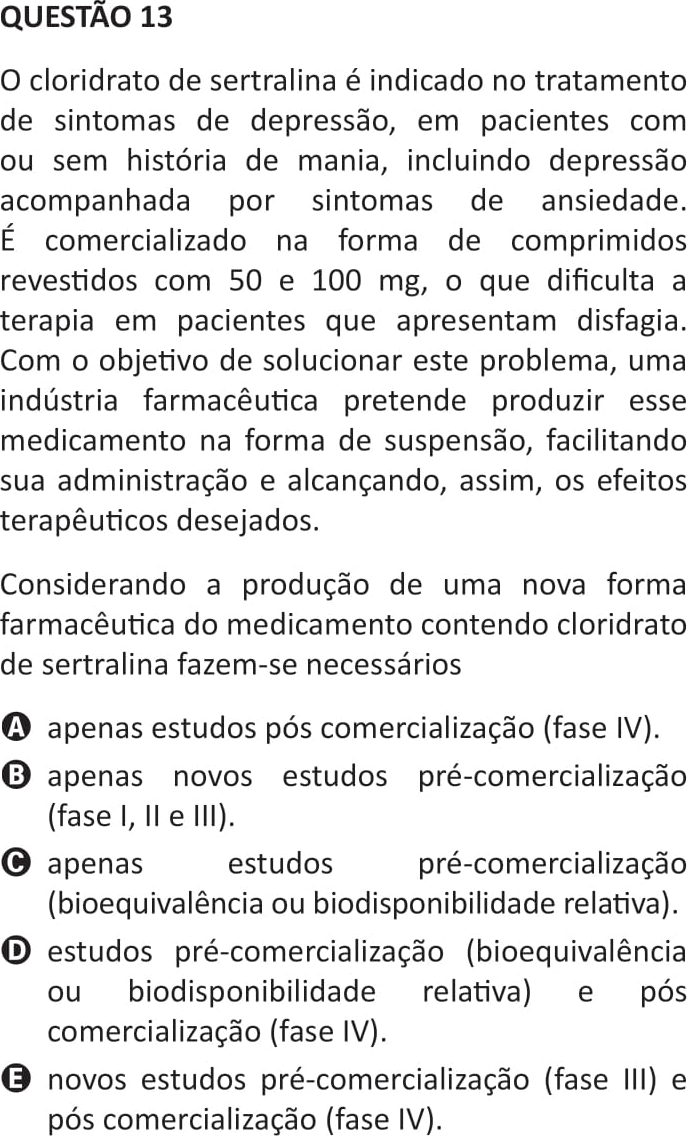 QUESTÃO 13
O cloridrato de sertralina é indicado no tratamento
de sintomas de depressão, em pacientes com
ou sem história de mania, incluindo depressão
acompanhada por sintomas de ansiedade.
É comercializado na forma de comprimidos
revestidos com 50 e 100 mg, o que dificulta a
terapia em pacientes que apresentam disfagia.
Com o objetivo de solucionar este problema, uma
indústria farmacêutica pretende produzir esse
medicamento na forma de suspensão, facilitando
sua administração e alcançando, assim, os efeitos
terapêuticos desejados.
Considerando a produção de uma nova forma
farmacêutica do medicamento contendo cloridrato
de sertralina fazem-se necessários
A apenas estudos pós comercialização (fase IV).
B apenas novos estudos pré-comercialização
(fase I, II e III).
C apenas estudos pré-comercialização
(bioequivalência ou biodisponibilidade relativa).
D estudos pré-comercialização (bioequivalência
ou biodisponibilidade relativa) e pós
comercialização (fase IV).
E novos estudos pré-comercialização (fase III) e
pós comercialização (fase IV).